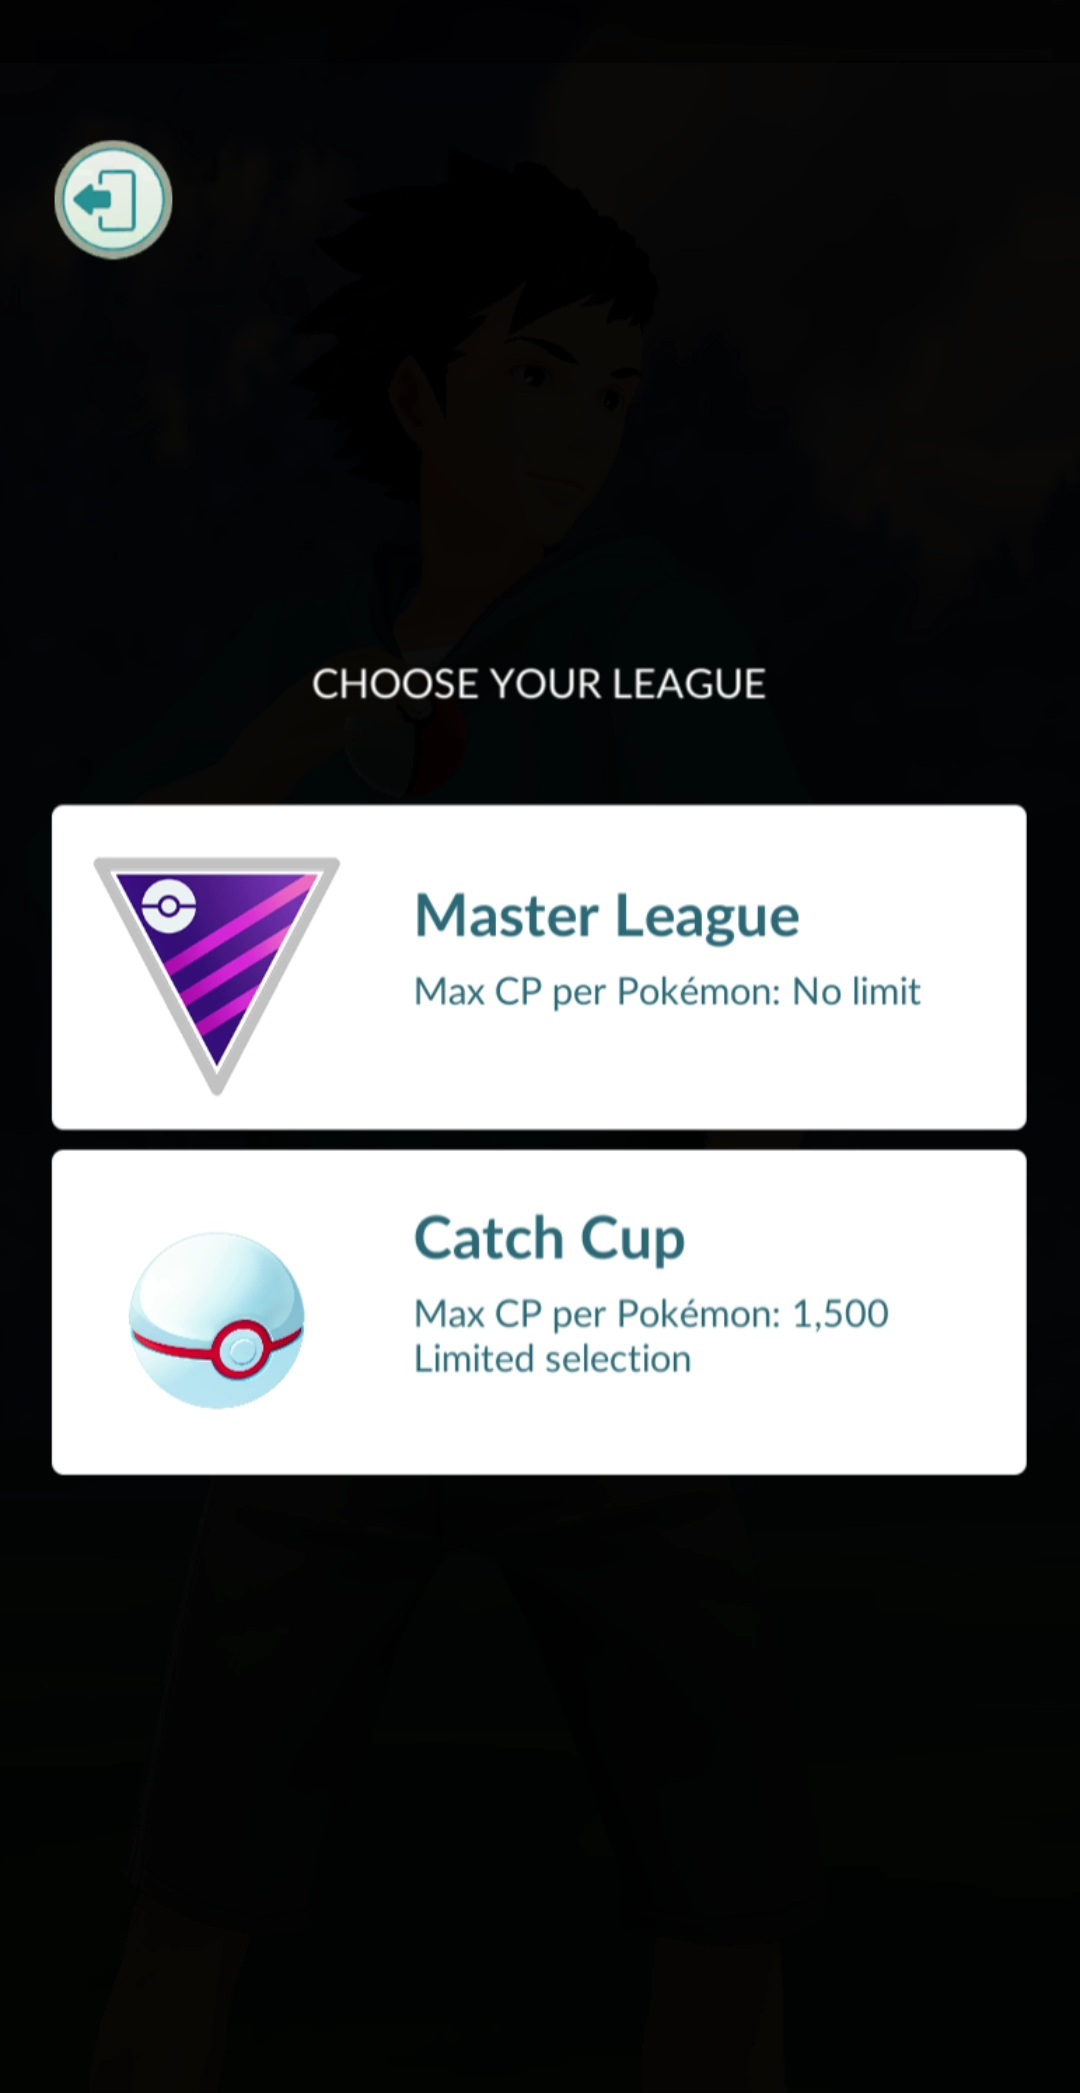 CHOOSE YOUR LEAGUE
Master League
Max CP per Pokémon: No limit
Catch Cup
Max CP per Pokémon: 1,500
Limited selection